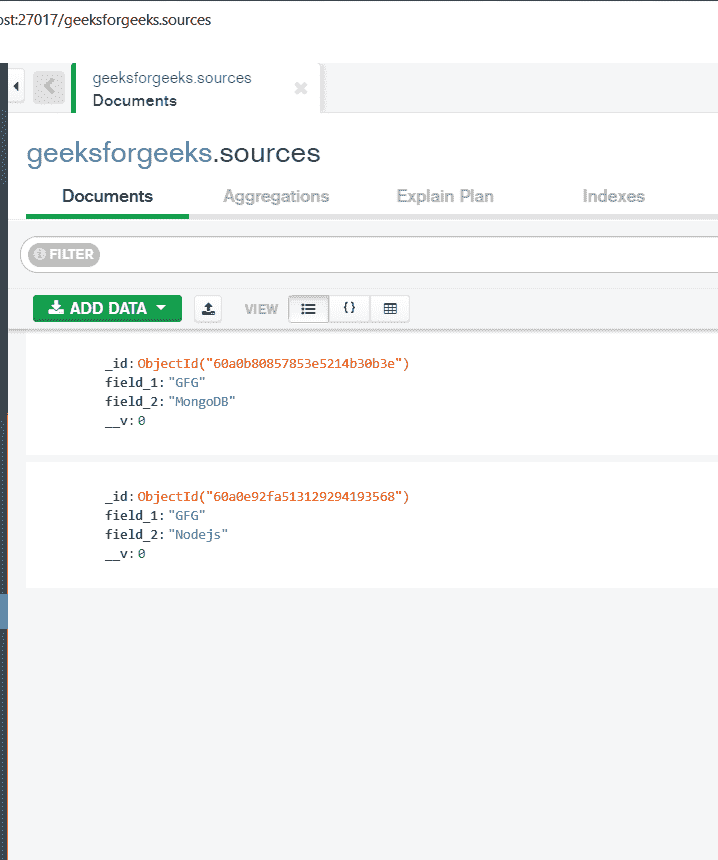 ost:27017/geeksforgeeks.sources
geeksforgeeks.sources
Documents
geeksforgeeks.sources
Documents Aggregations Explain Plan Indexes
FILTER
ADD DATA VIEW {}
_id: ObjectId("60a0b80857853e5214b30b3e")
field_1: "GFG"
field_2: "MongoDB"
__v: 0
_id: ObjectId("60a0e92fa513129294193568")
field_1: "GFG"
field_2: "Nodejs"
__v: 0